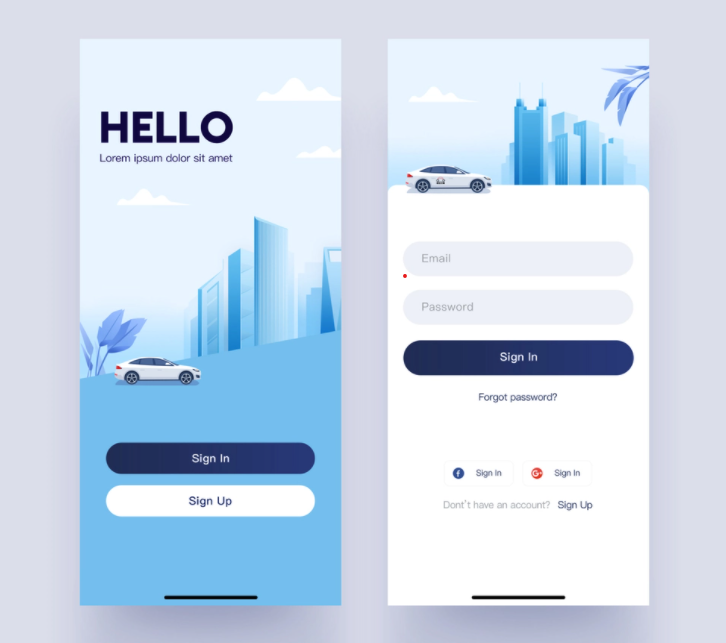 HELLO
Lorem ipsum dolor sit amet
Sign In
Sign Up
Email
Password
Sign In
Forgot password?
Sign In
Sign In
Dont't have an account? Sign Up